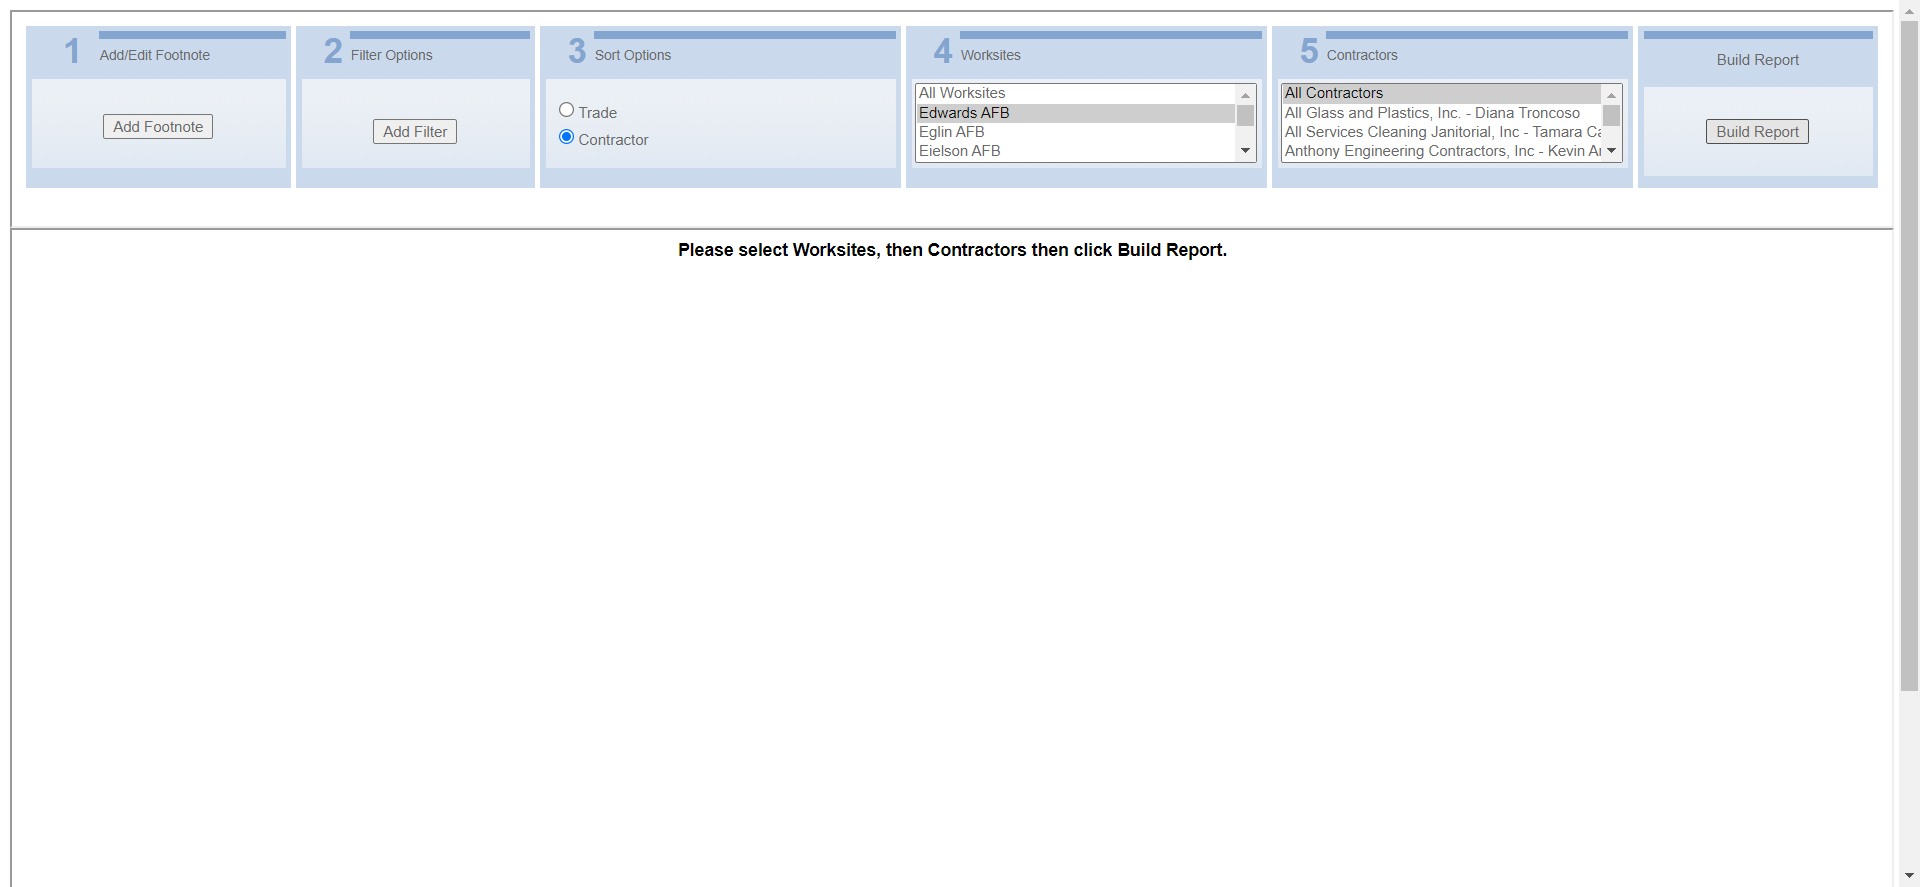 1 Add/Edit Footnote
Add Footnote
2 Filter Options
Add Filter
3 Sort Options
Trade
Contractor
4 Worksites
All Worksites
Edwards AFB
Eglin AFB
Eielson AFB
5 Contractors
All Contractors
All Glass and Plastics, Inc. - Diana Troncoso
All Services Cleaning Janitorial, Inc - Tamara
Anthony Engineering Contractors, Inc - Kevin
Build Report
Build Report
Please select Worksites, then Contractors then click Build Report.